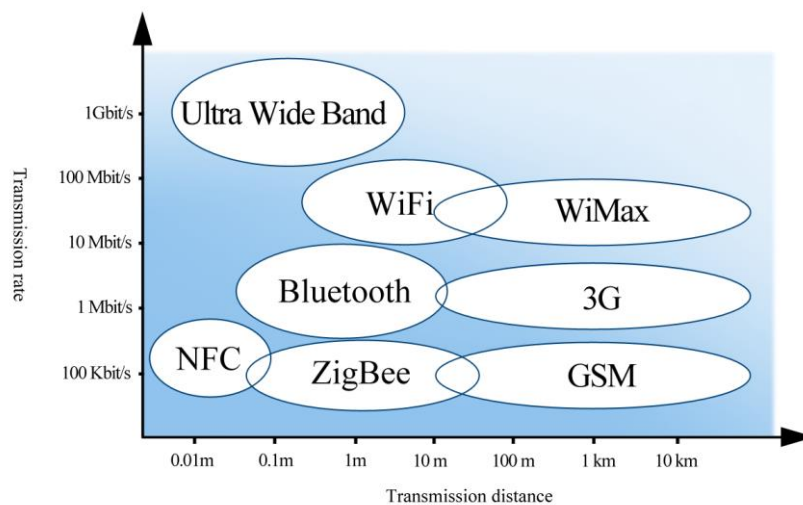 Ultra Wide Band
1Gbit/s
100 Mbit/s
WiFi
WiMax
10 Mbit/s
Bluetooth
3G
1 Mbit/s
NFC
ZigBee
GSM
100 Kbit/s
Transmission rate
0.01m
0.1m
1m
10 m
100 m
1 km
10 km
Transmission distance